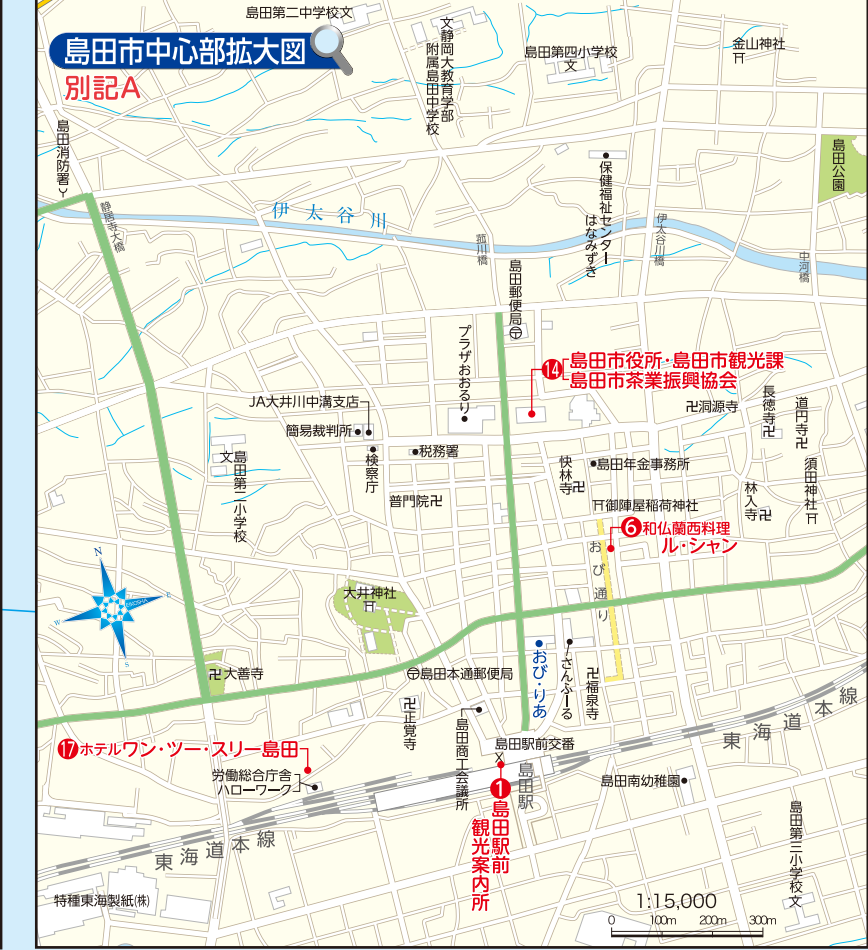 島田第二中学校文
島田市中心部拡大図
別記A
文静岡大教育学部
附属島田中学校
島田第四小学校
文
金山神社
島田消防署
島田公園
保健福祉センター
はなみずき
静居寺大橋
伊太谷川
伊太谷川橋
中河橋
島田郵便局
プラザおおるり
14
島田市役所・島田市観光課
島田市茶業振興協会
JA大井川中溝支店
簡易裁判所
検察庁
税務署
普門院卍
卍洞源寺
長徳寺卍
道円寺卍
須田神社
林入寺卍
快林寺卍
島田年金事務所
御陣屋稲荷神社
6
和仏蘭西料理
ル・シャン
おび通り
文島田第一小学校
N
E
W
S
大井神社
卍大善寺
島田本通郵便局
おび・りあ
さんふーる
卍福泉寺
卍正覚寺
島田商工会議所
島田駅前交番
X
島田駅
東海道本線
17
ホテルワン・ツー・スリー島田
労働総合庁舎
ハローワーク
1
島田駅前
観光案内所
島田南幼稚園
島田第三小学校文
東海道本線
特種東海製紙㈱
1:15,000
0 100m 200m 300m